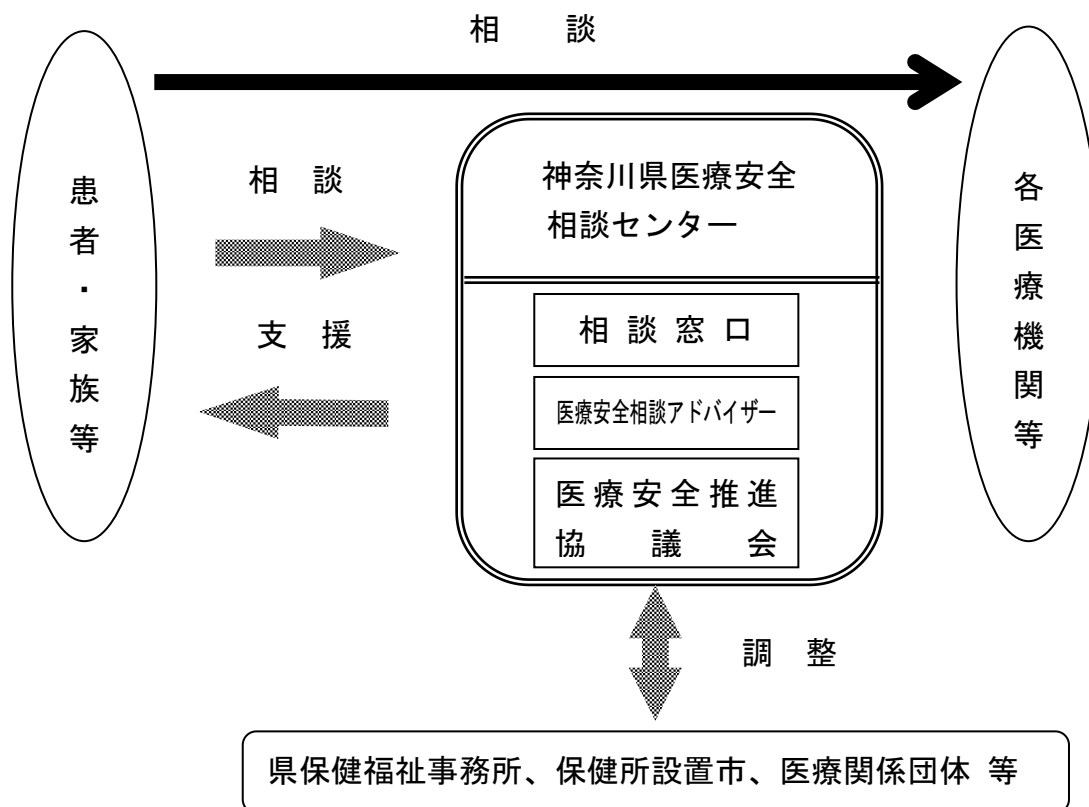 相 談
患者・家族等
相 談
支 援
神奈川県医療安全
相談センター
相 談 窓 口
医療安全相談アドバイザー
医療安全推進
協 議 会
各医療機関等
調 整
県保健福祉事務所、保健所設置市、医療関係団体 等